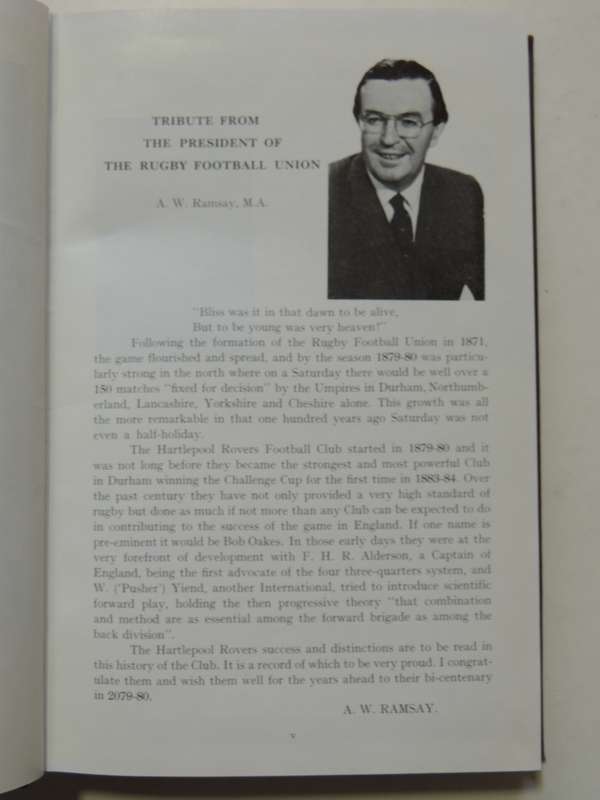 TRIBUTE FROM
THE PRESIDENT OF
THE RUGBY FOOTBALL UNION
A. W. Ramsay, M.A.
"Bliss was it in that dawn to be alive,
But to be young was very heaven!"
Following the formation of the Rugby Football Union in 1871,
the game flourished and spread, and by the season 1879-80 was particu-
larly strong in the north where on a Saturday there would be well over a
150 matches "fixed for decision" by the Umpires in Durham, Northumb-
erland, Lancashire, Yorkshire and Cheshire alone. This growth was all
the more remarkable in that one hundred years ago Saturday was not
even a half-holiday.
The Hartlepool Rovers Football Club started in 1879-80 and it
was not long before they became the strongest and most powerful Club
in Durham winning the Challenge Cup for the first time in 1883-84. Over
the past century they have not only provided a very high standard of
rugby but done as much if not more than any Club can be expected to do
in contributing to the success of the game in England. If one name is
pre-eminent it would be Bob Oakes. In those early days they were at the
very forefront of development with F. H. R. Alderson, a Captain of
England, being the first advocate of the four three-quarters system, and
W. ('Pusher') Yiend, another International, tried to introduce scientific
forward play, holding the then progressive theory "that combination
and method are as essential among the forward brigade as among the
back division".
The Hartlepool Rovers success and distinctions are to be read in
this history of the Club. It is a record of which to be very proud. I congrat-
ulate them and wish them well for the years ahead to their bi-centenary
in 2079-80.
A. W. RAMSAY.
v